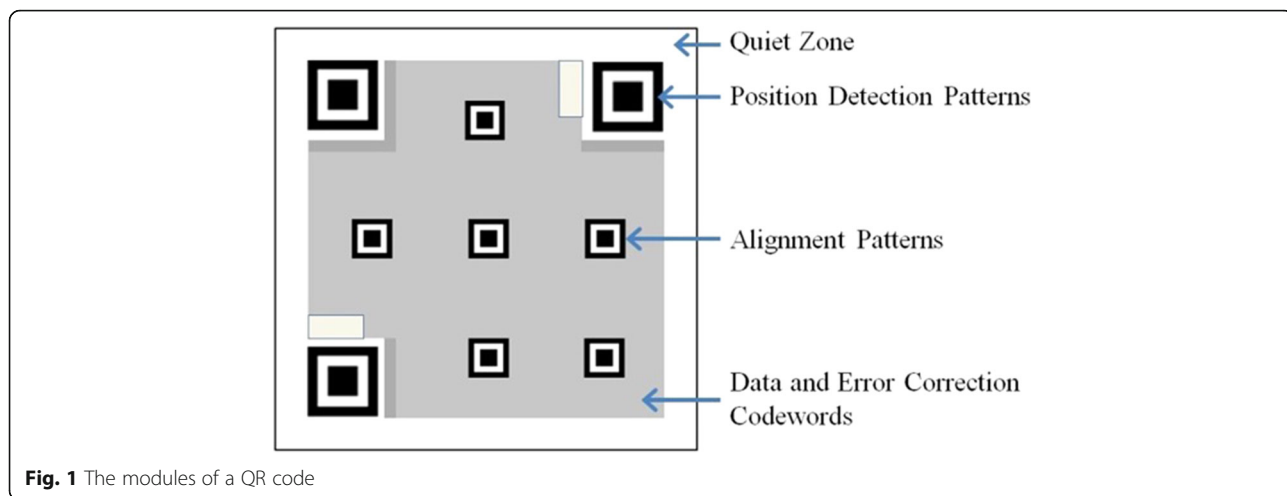 Quiet Zone
Position Detection Patterns
Alignment Patterns
Data and Error Correction
Codewords
Fig. 1 The modules of a QR code